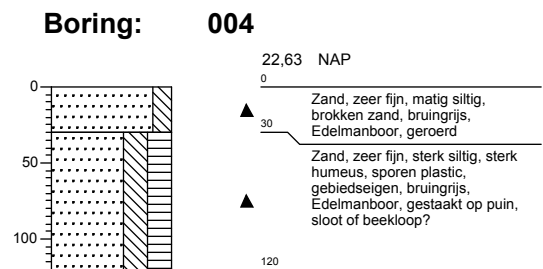 Boring: 004
22,63 NAP
0
0
Zand, zeer fijn, matig siltig,
brokken zand, bruingrijs,
Edelmanboor, geroerd
30
Zand, zeer fijn, sterk siltig, sterk
humeus, sporen plastic,
gebiedseigen, bruingrijs,
Edelmanboor, gestaakt op puin,
sloot of beekloop?
50
100
120